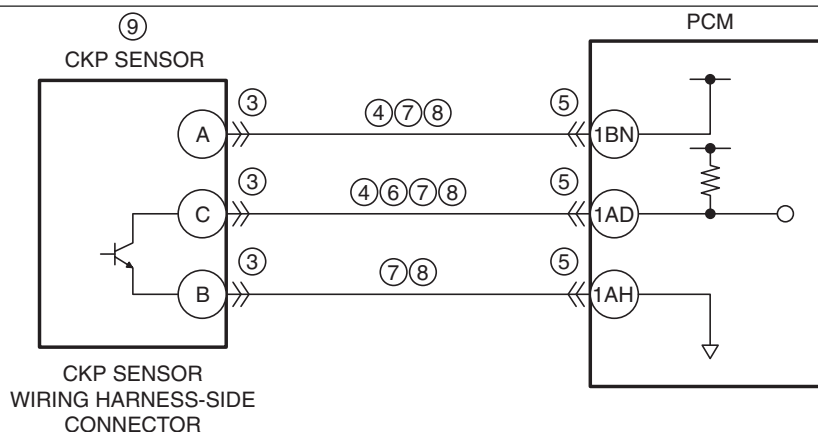 ⑨
CKP SENSOR
PCM
A
③
④⑦⑧
⑤
1BN
C
③
④⑥⑦⑧
⑤
1AD
B
③
⑦⑧
⑤
1AH
CKP SENSOR
WIRING HARNESS-SIDE
CONNECTOR